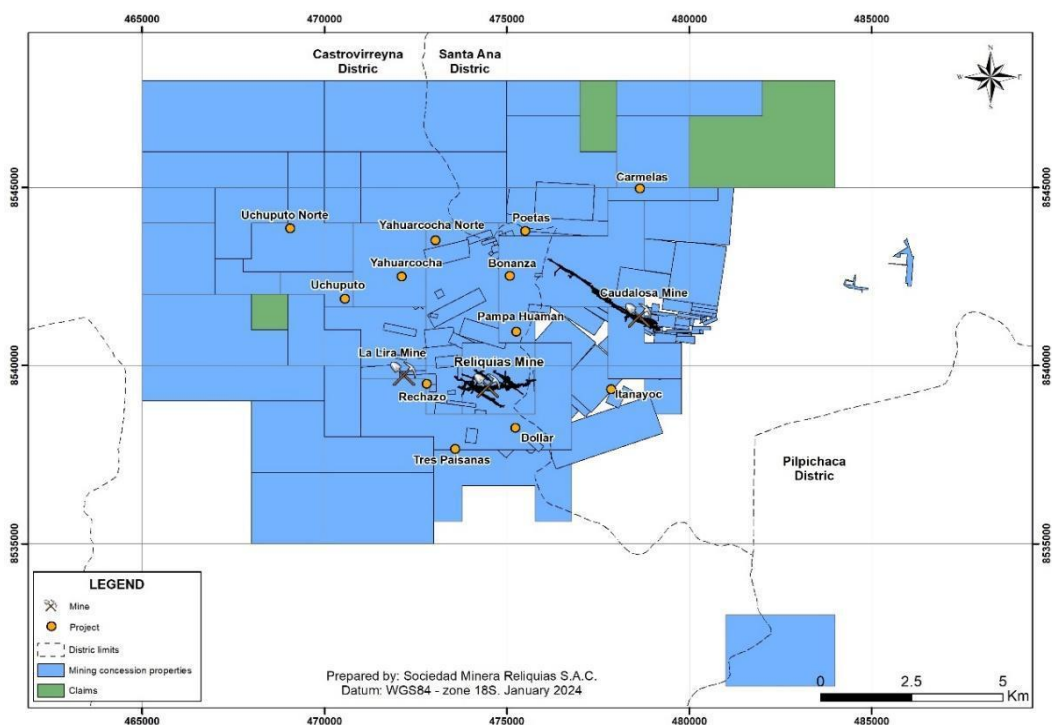 465000 470000 475000 480000 485000
Castrovirreyna
Distric
Santa Ana
Distric
N
W E
S
8545000 8545000
Carmelas
Uchuputo Norte
Yahuarcocha Norte
Poetas
Yahuarcocha
Bonanza
Uchuputo
Caudalosa Mine
Pampa Huaman
8540000 8540000
La Lira Mine
Reliquias Mine
Rechazo
Itanayoc
Dollar
Tres Paisanas
Pilpichaca
Distric
8535000 8535000
LEGEND
Mine
Project
Distric limits
Mining concession properties
Claims
Prepared by: Sociedad Minera Reliquias S.A.C.
Datum: WGS84 - zone 18S. January 2024
0 2.5 5
Km
465000 470000 475000 480000 485000